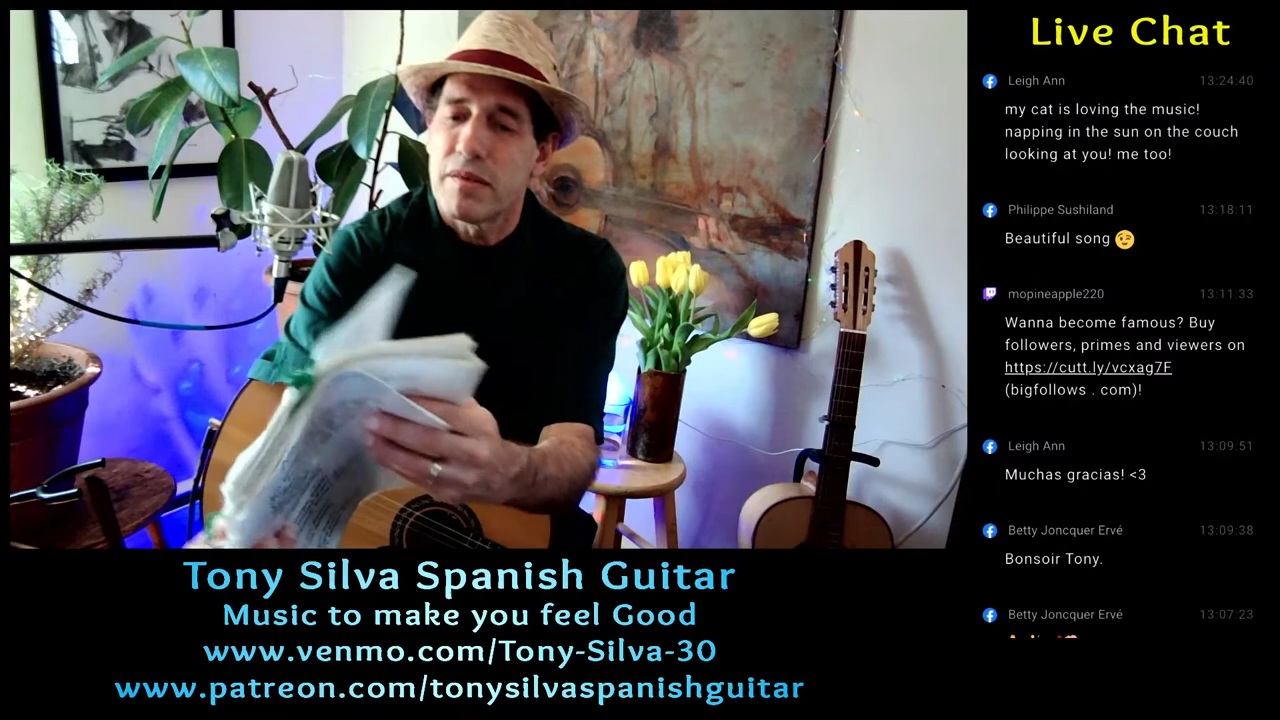 Live Chat
Leigh Ann 13:24:40
my cat is loving the music!
napping in the sun on the couch
looking at you! me too!
Philippe Sushiland 13:18:11
Beautiful song 😉
mopineapple220 13:11:33
Wanna become famous? Buy
followers, primes and viewers on
https://cutt.ly/vcxag7F
(bigfollows . com)!
Leigh Ann 13:09:51
Muchas gracias! <3
Betty Joncquer Ervé 13:09:38
Bonsoir Tony.
Betty Joncquer Ervé 13:07:23
Tony Silva Spanish Guitar
Music to make you feel Good
www.venmo.com/Tony-Silva-30
www.patreon.com/tonysilvaspanishguitar